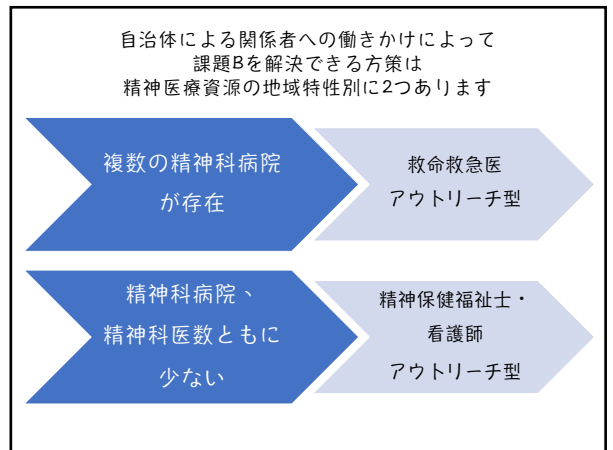 自治体による関係者への働きかけによって
課題Bを解決できる方策は
精神医療資源の地域特性別に2つあります
複数の精神科病院
が存在
救命救急医
アウトリーチ型
精神科病院、
精神科医数ともに
少ない
精神保健福祉士・
看護師
アウトリーチ型